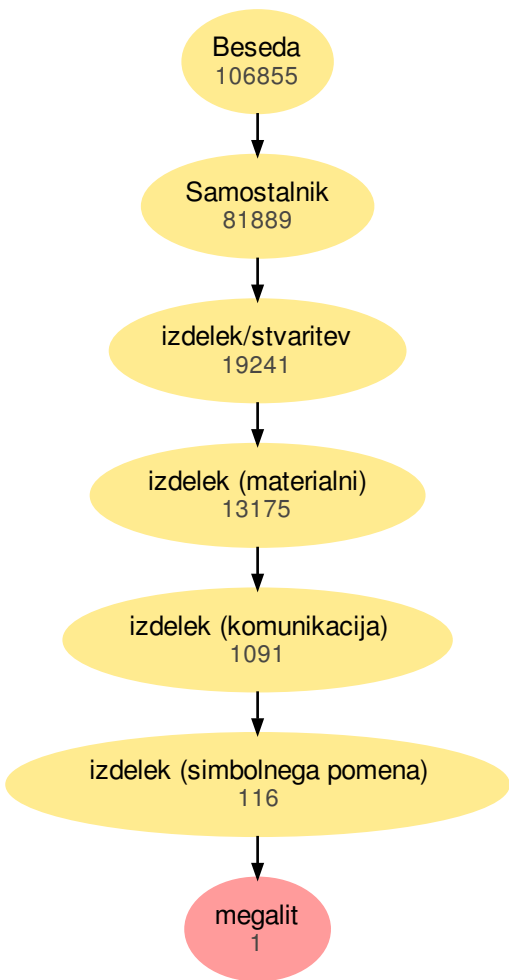 Beseda
106855
Samostalnik
81889
izdelek/stvaritev
19241
izdelek (materialni)
13175
izdelek (komunikacija)
1091
izdelek (simbolnega pomena)
116
megalit
1